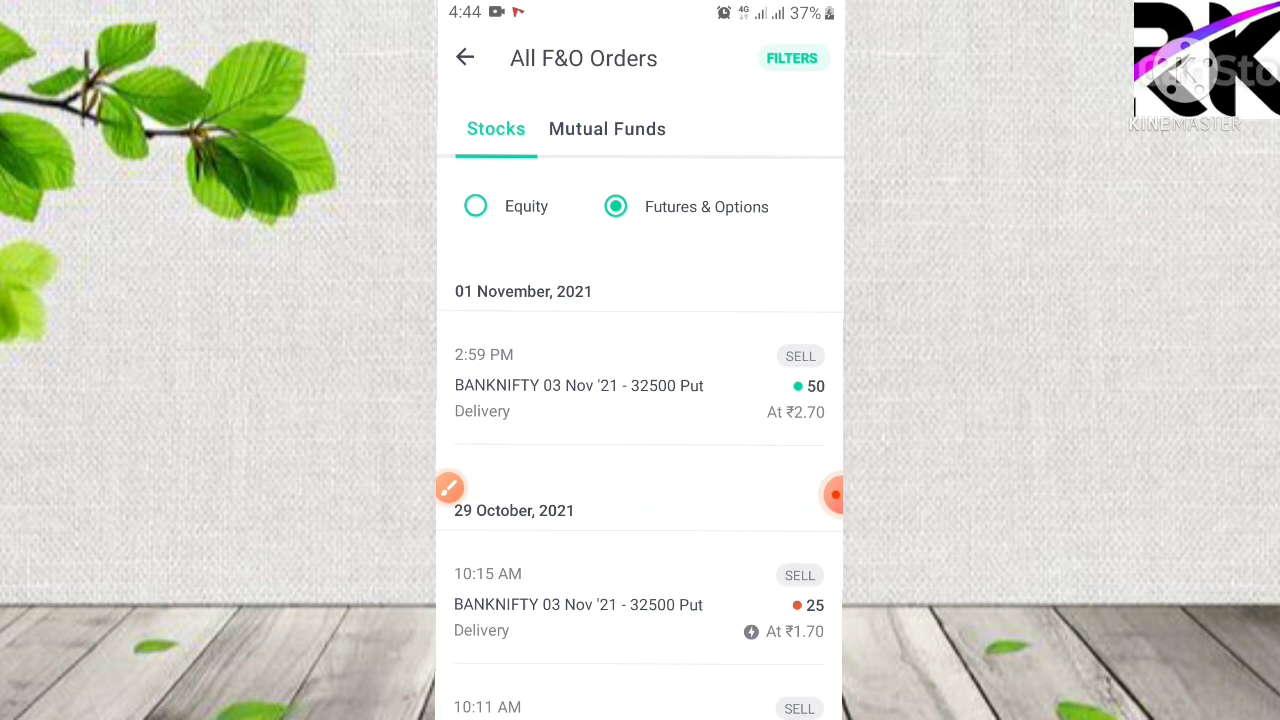 4:44
4G
37%
All F&O Orders
FILTERS
Stocks
Mutual Funds
Equity
Futures & Options
01 November, 2021
2:59 PM
SELL
BANKNIFTY 03 Nov '21 - 32500 Put
50
Delivery
At ₹2.70
29 October, 2021
10:15 AM
SELL
BANKNIFTY 03 Nov '21 - 32500 Put
25
Delivery
At ₹1.70
10:11 AM
SELL
RK
KINEMASTER